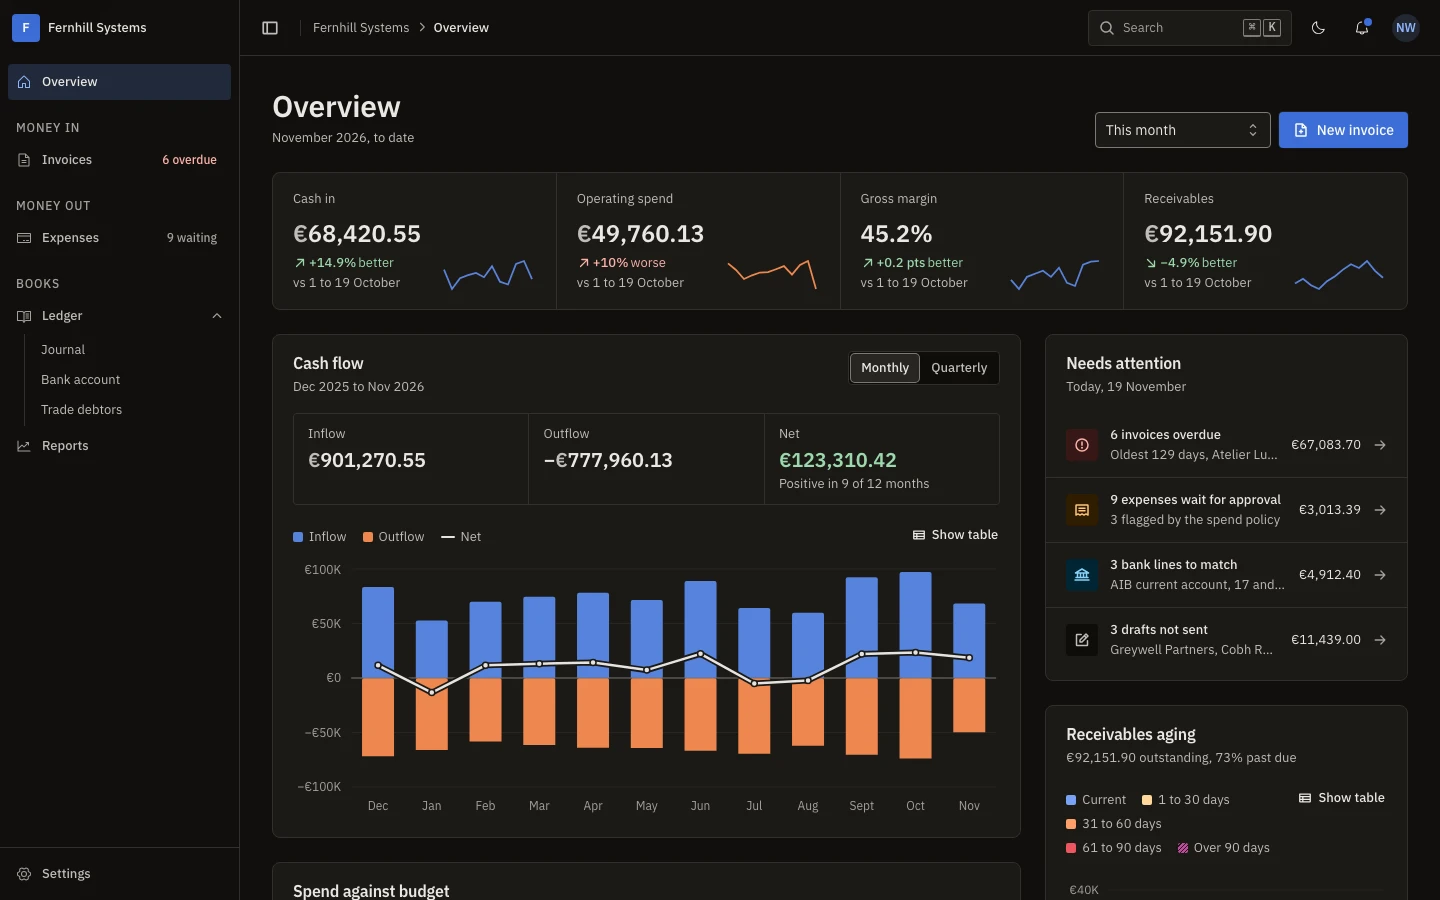 F Fernhill Systems
Overview
MONEY IN
Invoices 6 overdue
MONEY OUT
Expenses 9 waiting
BOOKS
Ledger
Journal
Bank account
Trade debtors
Reports
Settings
Fernhill Systems > Overview
Search ⌘ K
NW
Overview
November 2026, to date
This month
New invoice
Cash in
€68,420.55
+14.9% better
vs 1 to 19 October
Operating spend
€49,760.13
+10% worse
vs 1 to 19 October
Gross margin
45.2%
+0.2 pts better
vs 1 to 19 October
Receivables
€92,151.90
−4.9% better
vs 1 to 19 October
Cash flow
Dec 2025 to Nov 2026
Monthly Quarterly
Inflow
€901,270.55
Outflow
−€777,960.13
Net
€123,310.42
Positive in 9 of 12 months
Inflow Outflow Net
Show table
€100K
€50K
€0
−€50K
−€100K
Dec Jan Feb Mar Apr May Jun Jul Aug Sept Oct Nov
Spend against budget
Needs attention
Today, 19 November
6 invoices overdue
Oldest 129 days, Atelier Lu...
€67,083.70
9 expenses wait for approval
3 flagged by the spend policy
€3,013.39
3 bank lines to match
AIB current account, 17 and...
€4,912.40
3 drafts not sent
Greywell Partners, Cobh R...
€11,439.00
Receivables aging
€92,151.90 outstanding, 73% past due
Current 1 to 30 days
31 to 60 days
61 to 90 days Over 90 days
Show table
€40K